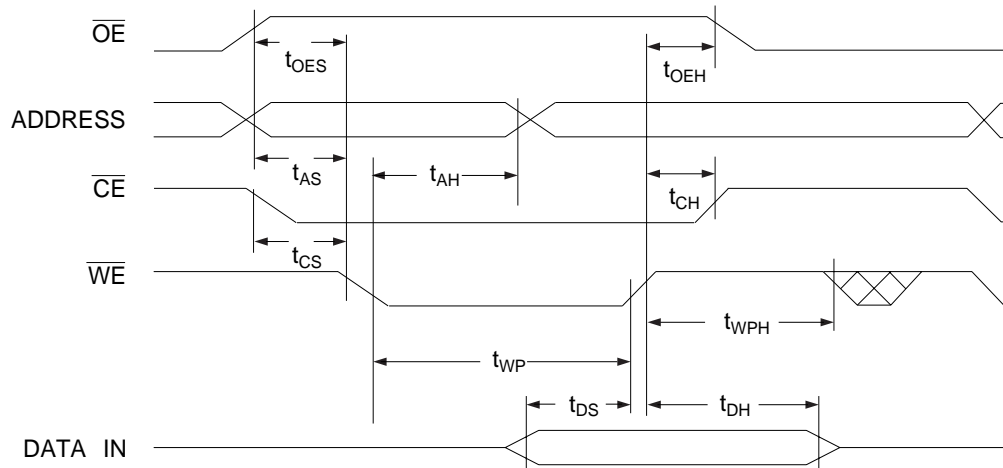 OE
tOES
tOEH
ADDRESS
tAS
tAH
CE
tCH
tCS
WE
tWPH
tWP
tDS
tDH
DATA IN